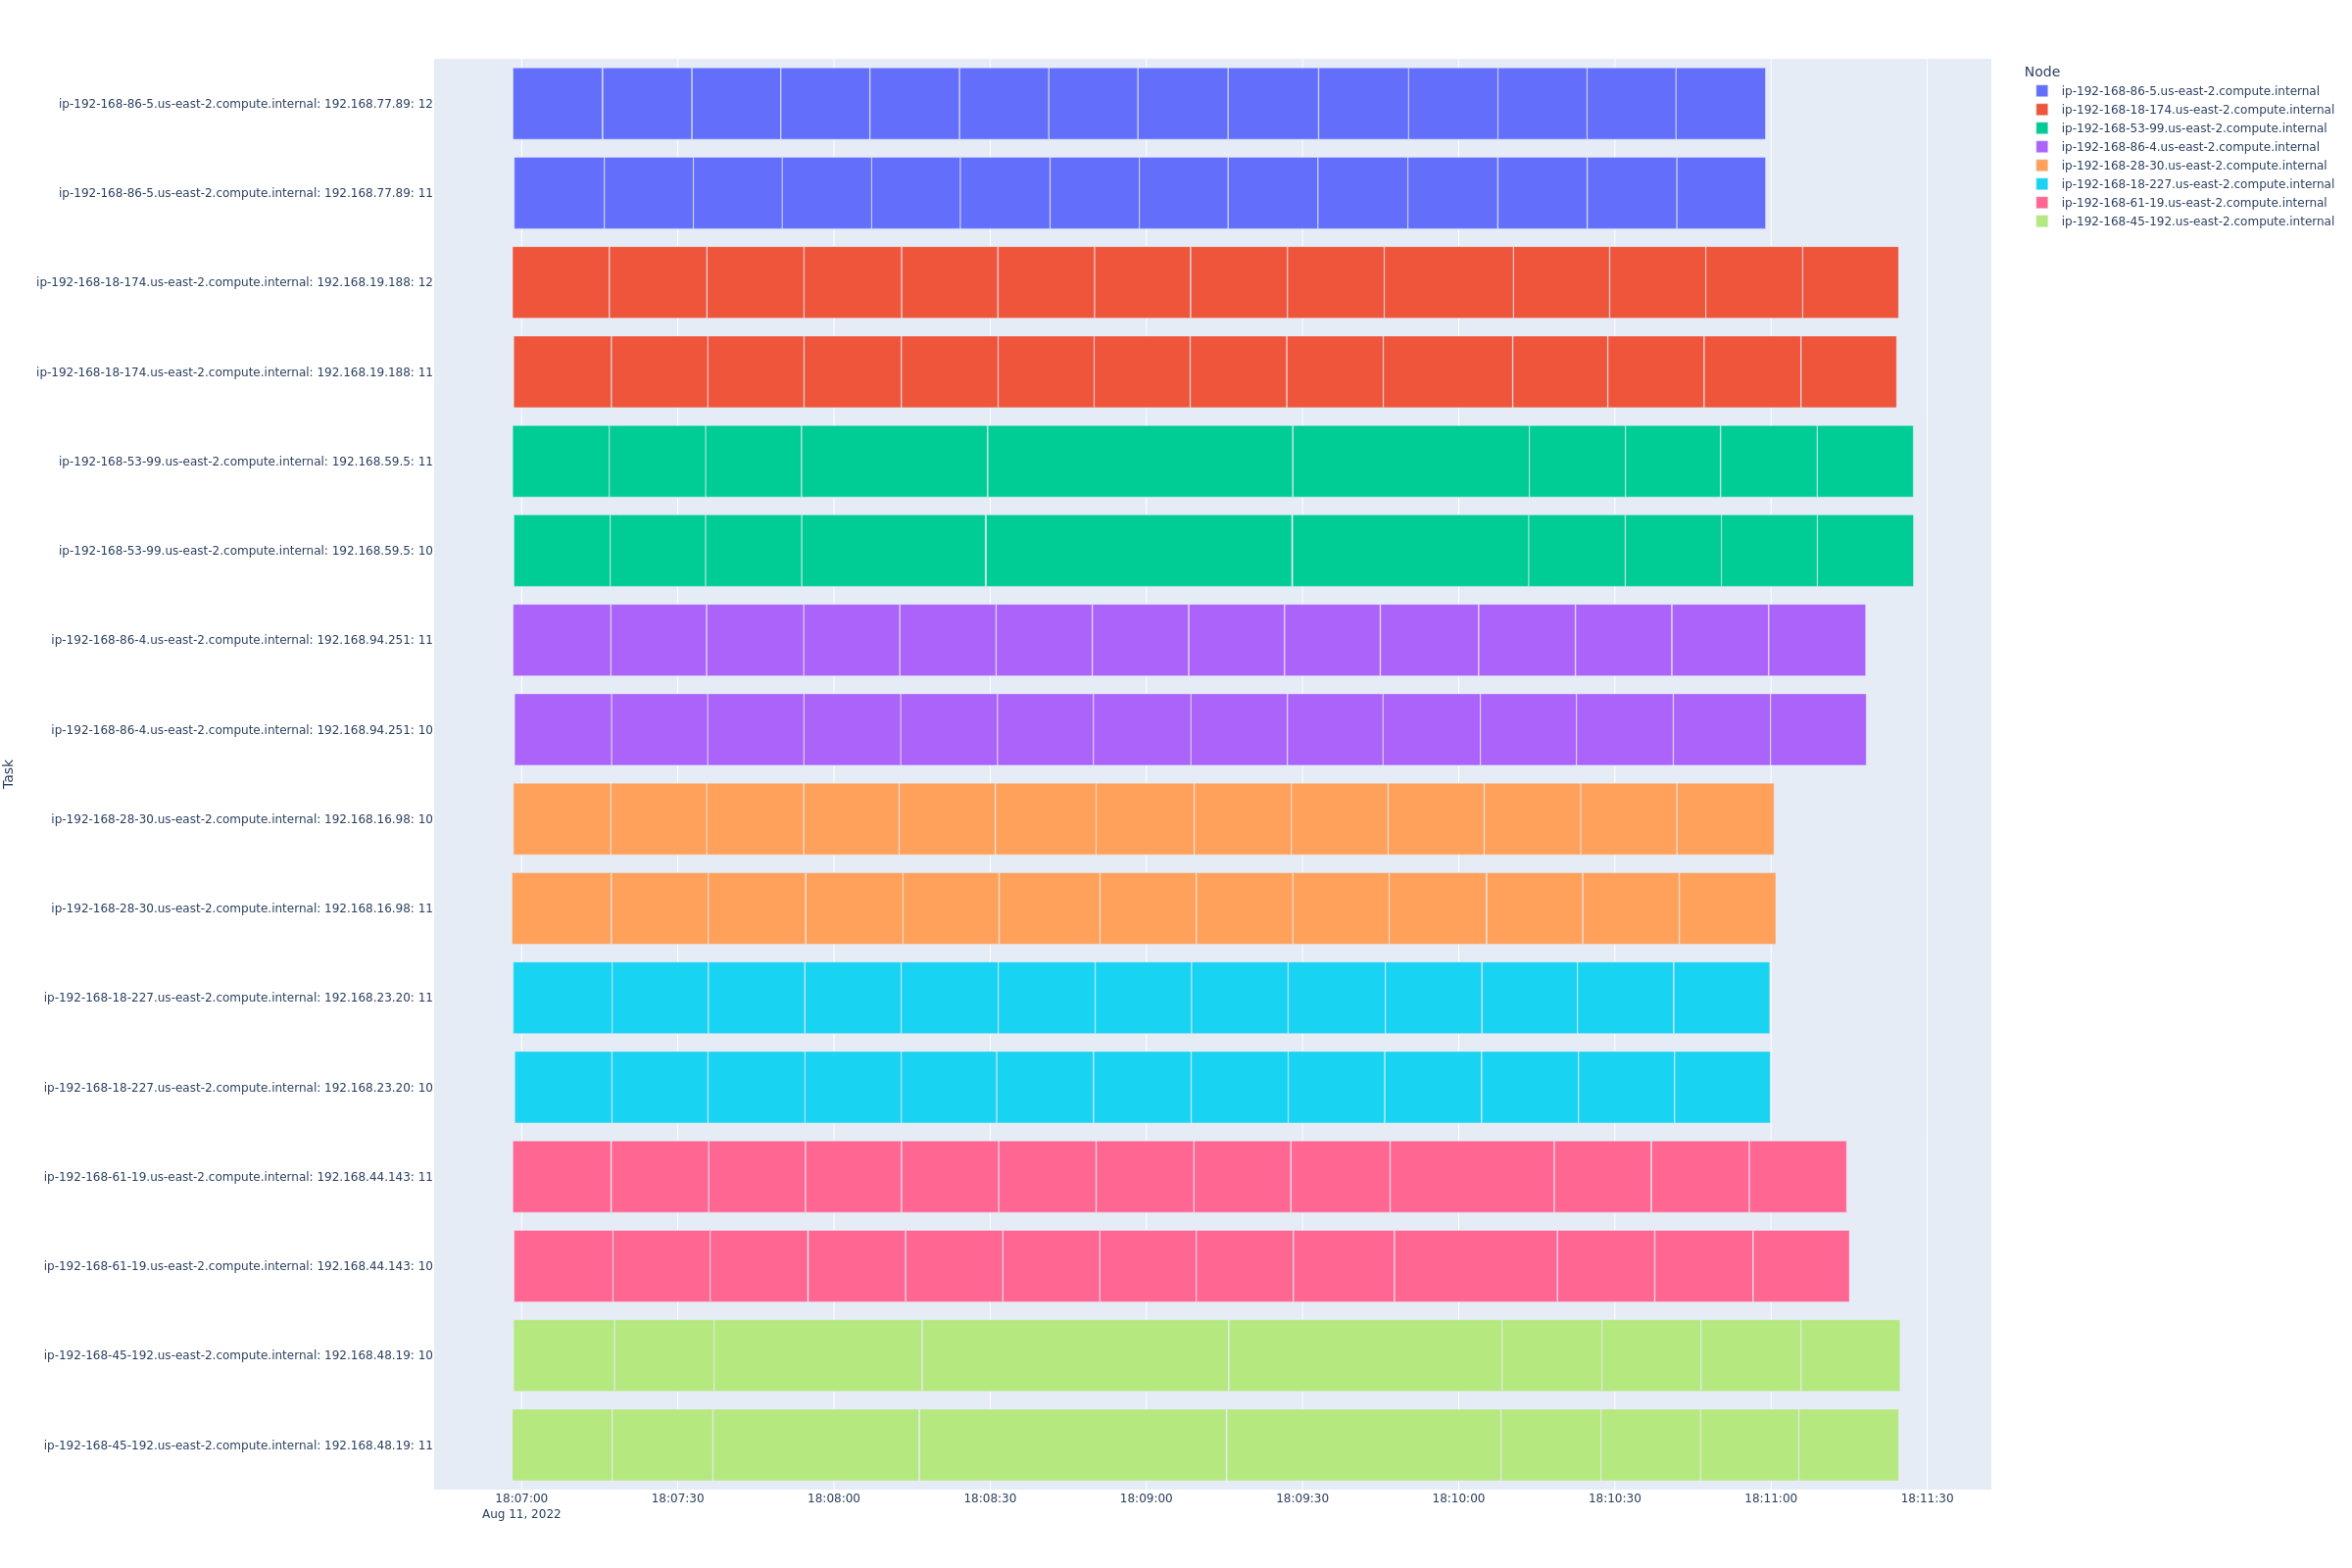 Node
ip-192-168-86-5.us-east-2.compute.internal
ip-192-168-18-174.us-east-2.compute.internal
ip-192-168-53-99.us-east-2.compute.internal
ip-192-168-86-4.us-east-2.compute.internal
ip-192-168-28-30.us-east-2.compute.internal
ip-192-168-18-227.us-east-2.compute.internal
ip-192-168-61-19.us-east-2.compute.internal
ip-192-168-45-192.us-east-2.compute.internal
Task
ip-192-168-86-5.us-east-2.compute.internal: 192.168.77.89: 12
ip-192-168-86-5.us-east-2.compute.internal: 192.168.77.89: 11
ip-192-168-18-174.us-east-2.compute.internal: 192.168.19.188: 12
ip-192-168-18-174.us-east-2.compute.internal: 192.168.19.188: 11
ip-192-168-53-99.us-east-2.compute.internal: 192.168.59.5: 11
ip-192-168-53-99.us-east-2.compute.internal: 192.168.59.5: 10
ip-192-168-86-4.us-east-2.compute.internal: 192.168.94.251: 11
ip-192-168-86-4.us-east-2.compute.internal: 192.168.94.251: 10
ip-192-168-28-30.us-east-2.compute.internal: 192.168.16.98: 10
ip-192-168-28-30.us-east-2.compute.internal: 192.168.16.98: 11
ip-192-168-18-227.us-east-2.compute.internal: 192.168.23.20: 11
ip-192-168-18-227.us-east-2.compute.internal: 192.168.23.20: 10
ip-192-168-61-19.us-east-2.compute.internal: 192.168.44.143: 11
ip-192-168-61-19.us-east-2.compute.internal: 192.168.44.143: 10
ip-192-168-45-192.us-east-2.compute.internal: 192.168.48.19: 10
ip-192-168-45-192.us-east-2.compute.internal: 192.168.48.19: 11
18:07:00 18:07:30 18:08:00 18:08:30 18:09:00 18:09:30 18:10:00 18:10:30 18:11:00 18:11:30
Aug 11, 2022